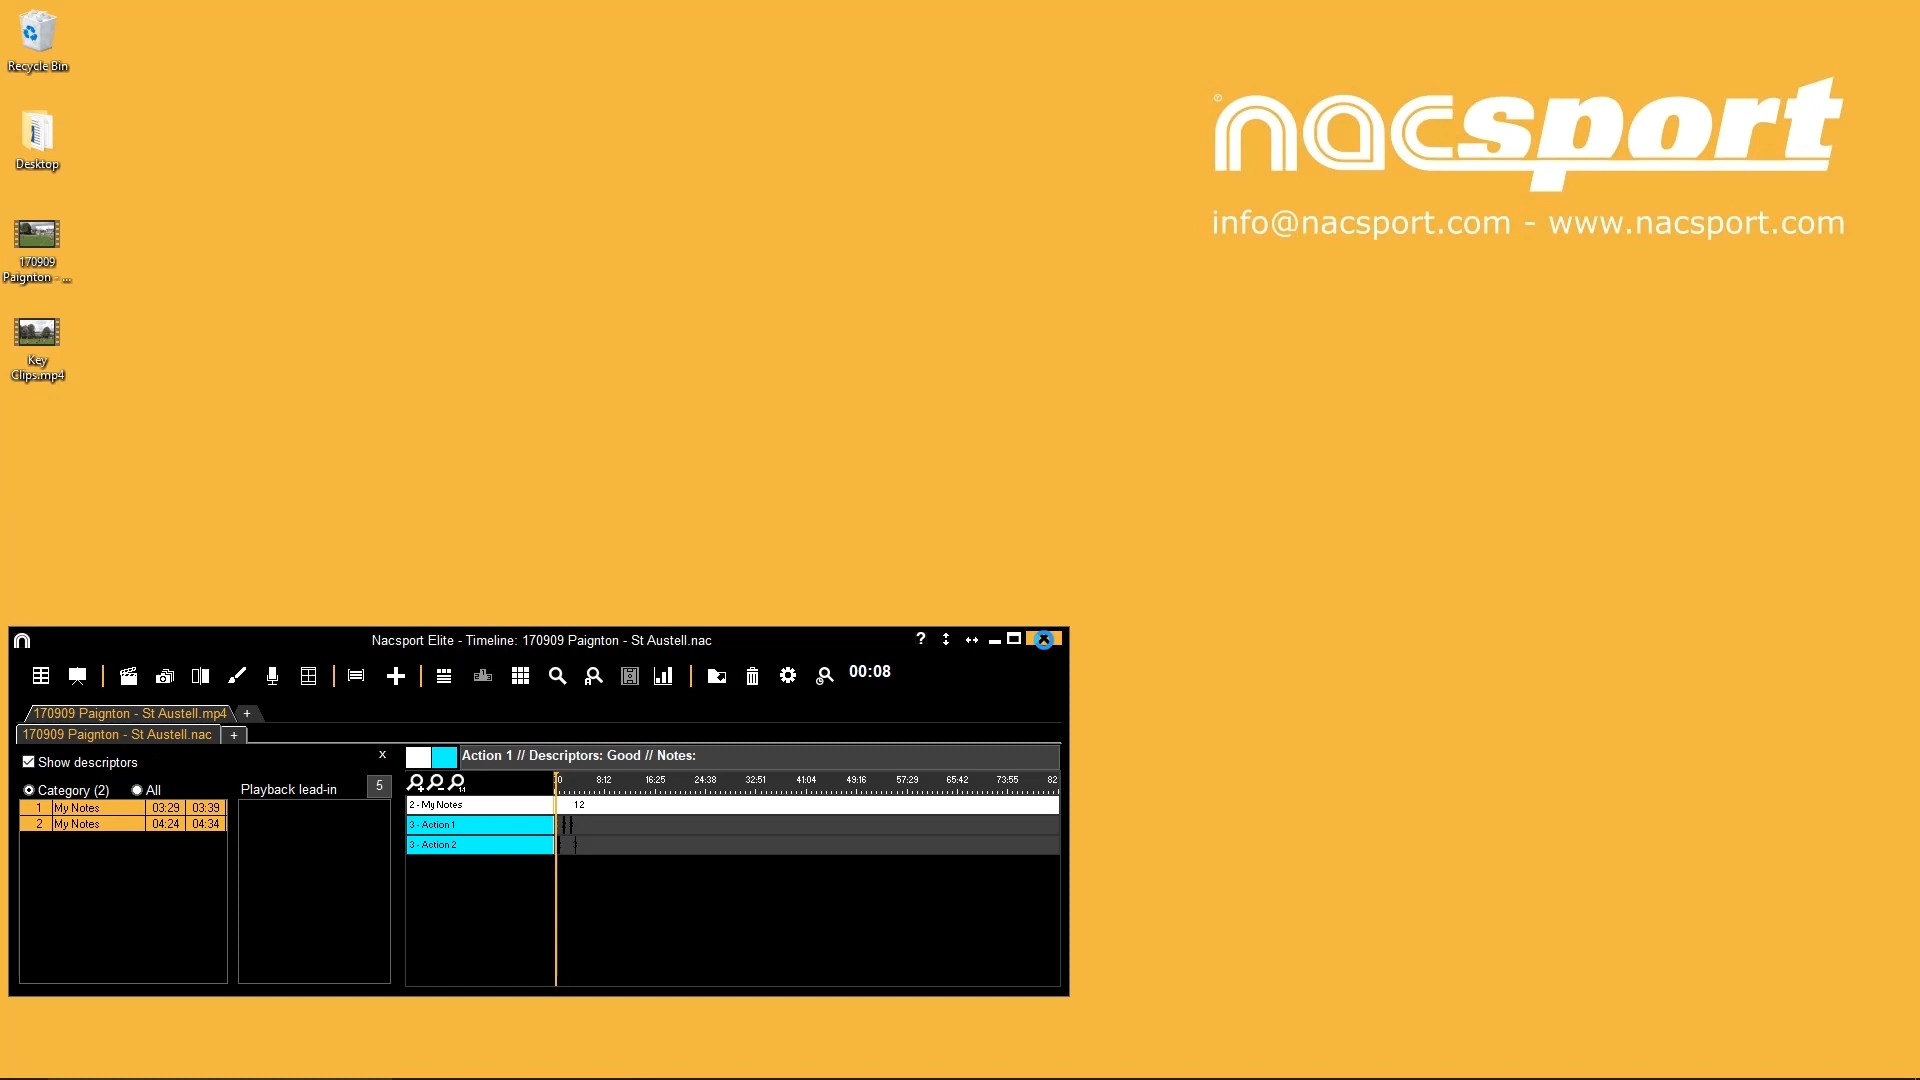 Recycle Bin
Desktop
170909
Paignton - ...
Key
Clips.mp4
nacsport
info@nacsport.com - www.nacsport.com
Nacsport Elite - Timeline: 170909 Paignton - St Austell.nac
?
00:08
170909 Paignton - St Austell.mp4 +
170909 Paignton - St Austell.nac +
Show descriptors x
Category (2) All Playback lead-in 5
1 My Notes 03:29 03:39
2 My Notes 04:24 04:34
Action 1 // Descriptors: Good // Notes:
8:12 16:25 24:38 32:51 41:04 49:16 57:29 65:42 73:55 82
2 - My Notes 12
3 - Action 1
3 - Action 2